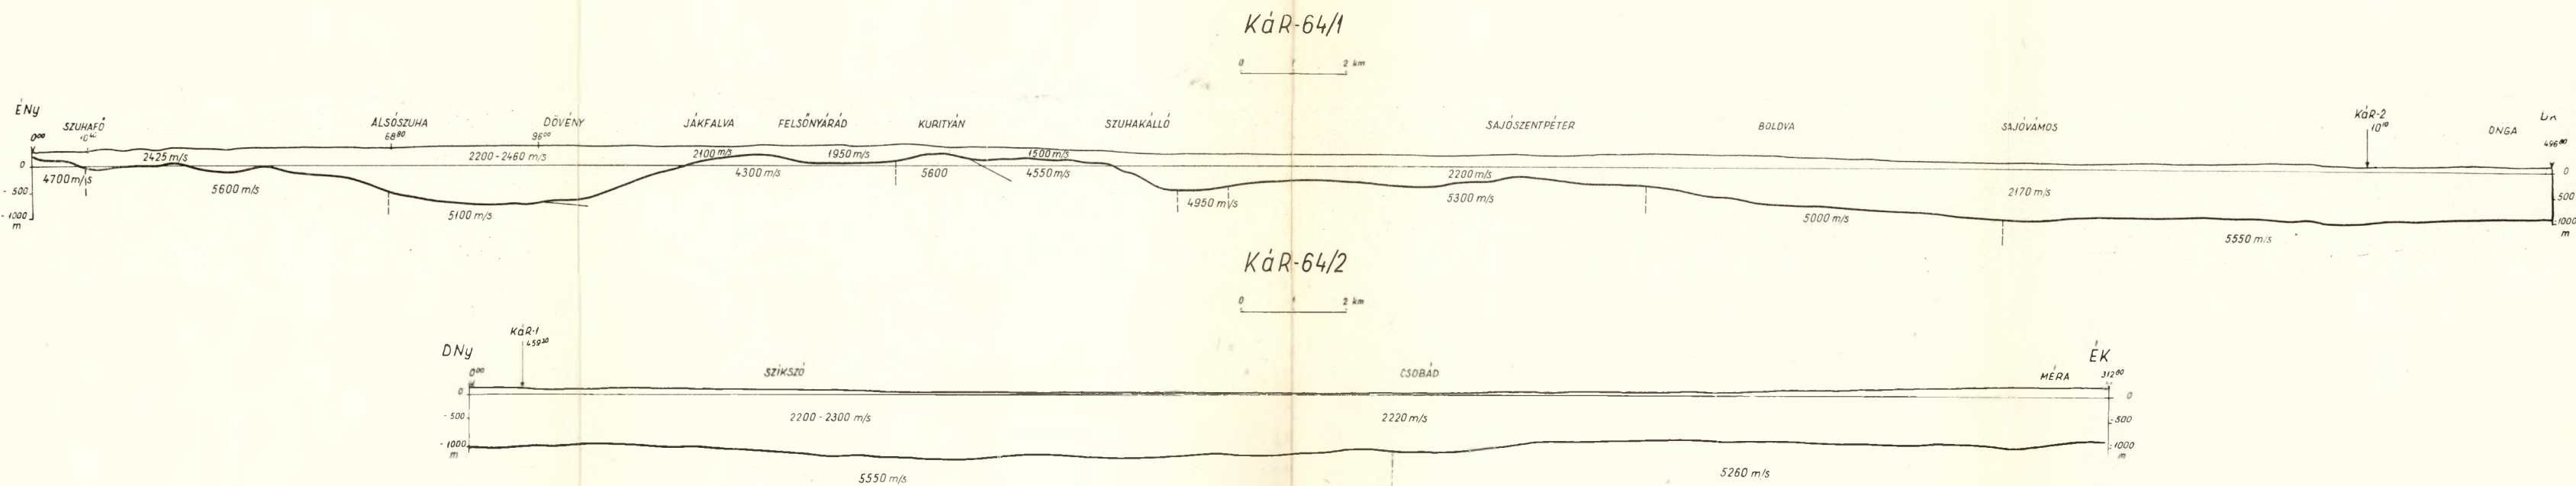 KáR-64/1
0 1 2 km
ÉNy
SZUHAFŐ ALSÓSZUHA DÖVÉNY JÁKFALVA FELSŐNYÁRÁD KURITYÁN SZUHAKÁLLÓ SAJÓSZENTPÉTER BOLDVA SAJÓVÁMOS KáR-2 ONGA
0⁰⁰ 68⁸⁰ 96⁰⁰ 10¹⁰ 496⁸⁰
2425 m/s 2200-2460 m/s 2100 m/s 1950 m/s 1500 m/s
0 0
4700 m/s 5600 m/s 4300 m/s 5600 4550 m/s 2200 m/s
-500 5100 m/s 4950 m/s 5300 m/s 2170 m/s -500
-1000 5000 m/s -1000
m 5550 m/s m
KáR-64/2
0 1 2 km
KáR-1
DNy ÉK
0⁰⁰ SZIKSZÓ CSOBÁD MÉRA 312⁸⁰
0 0
-500 2200-2300 m/s 2220 m/s -500
-1000 -1000
m m
5550 m/s 5260 m/s